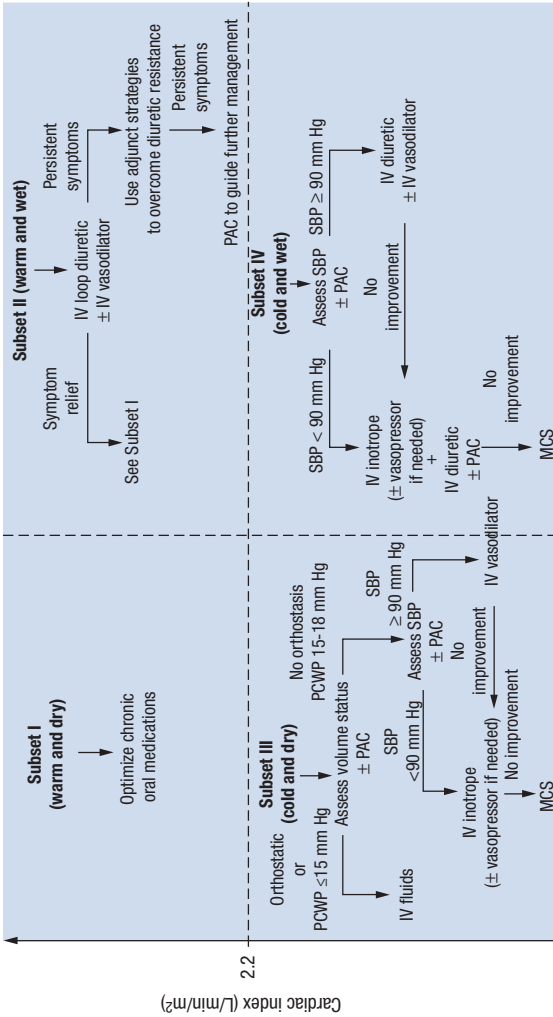 Cardiac index (L/min/m²)
2.2
Subset I
(warm and dry)
Optimize chronic
oral medications
Subset II (warm and wet)
IV loop diuretic
± IV vasodilator
Symptom
relief
See Subset I
Persistent
symptoms
Use adjunct strategies
to overcome diuretic resistance
Persistent
symptoms
PAC to guide further management
Subset III
(cold and dry)
Assess volume status
± PAC
Orthostatic
or
PCWP ≤15 mm Hg
IV fluids
No orthostasis
PCWP 15-18 mm Hg
Assess SBP
± PAC
SBP
<90 mm Hg
SBP
≥ 90 mm Hg
IV vasodilator
No
improvement
IV inotrope
(± vasopressor if needed)
No improvement
MCS
Subset IV
(cold and wet)
Assess SBP
± PAC
SBP < 90 mm Hg
SBP ≥ 90 mm Hg
IV diuretic
± IV vasodilator
No
improvement
IV inotrope
(± vasopressor
if needed)
+
IV diuretic
± PAC
No
improvement
MCS